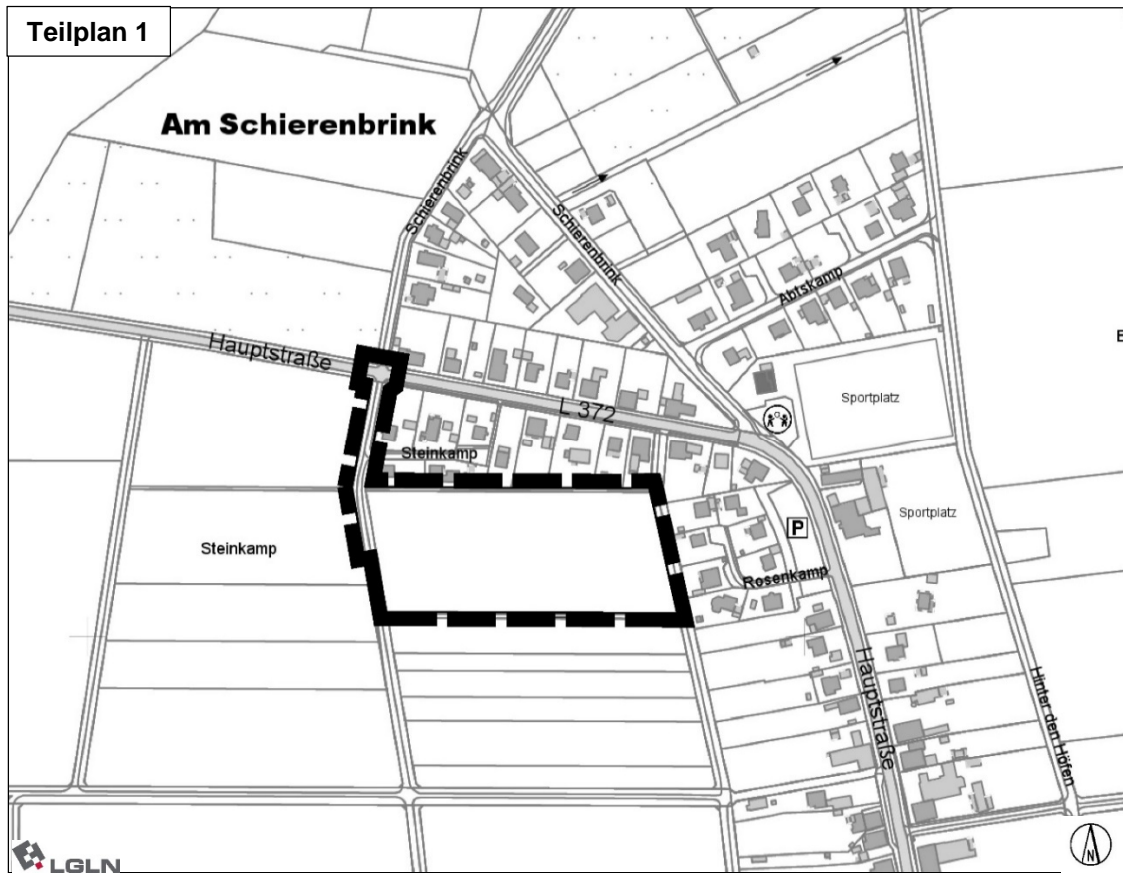 Teilplan 1
Am Schierenbrink
Schierenbrink
Schierenbrink
Abtskamp
Hauptstraße
L 372
Sportplatz
Steinkamp
Sportplatz
P
Steinkamp
Rosenkamp
Hauptstraße
Hinter den Höfen
E
LGLN
N